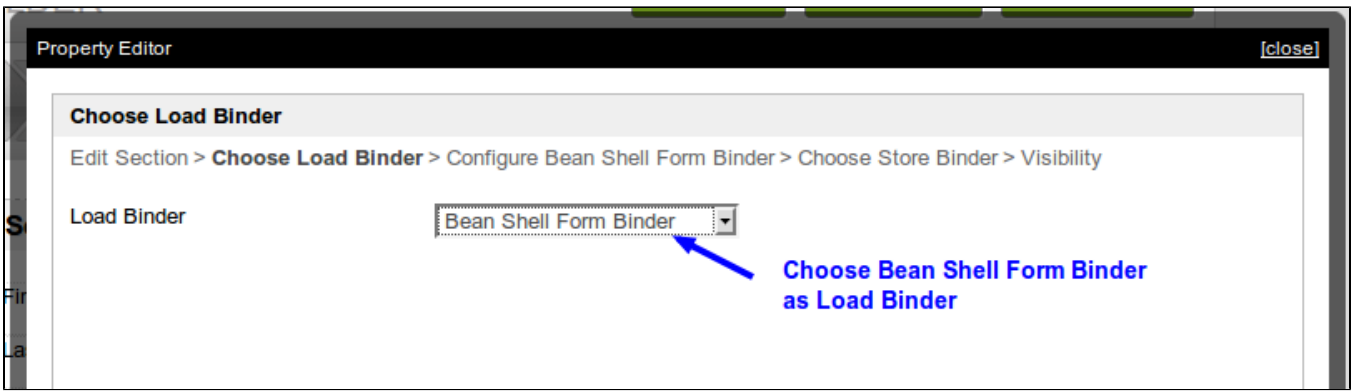 Property Editor
[close]
Choose Load Binder
Edit Section > Choose Load Binder > Configure Bean Shell Form Binder > Choose Store Binder > Visibility
Load Binder
Bean Shell Form Binder
Choose Bean Shell Form Binder
as Load Binder